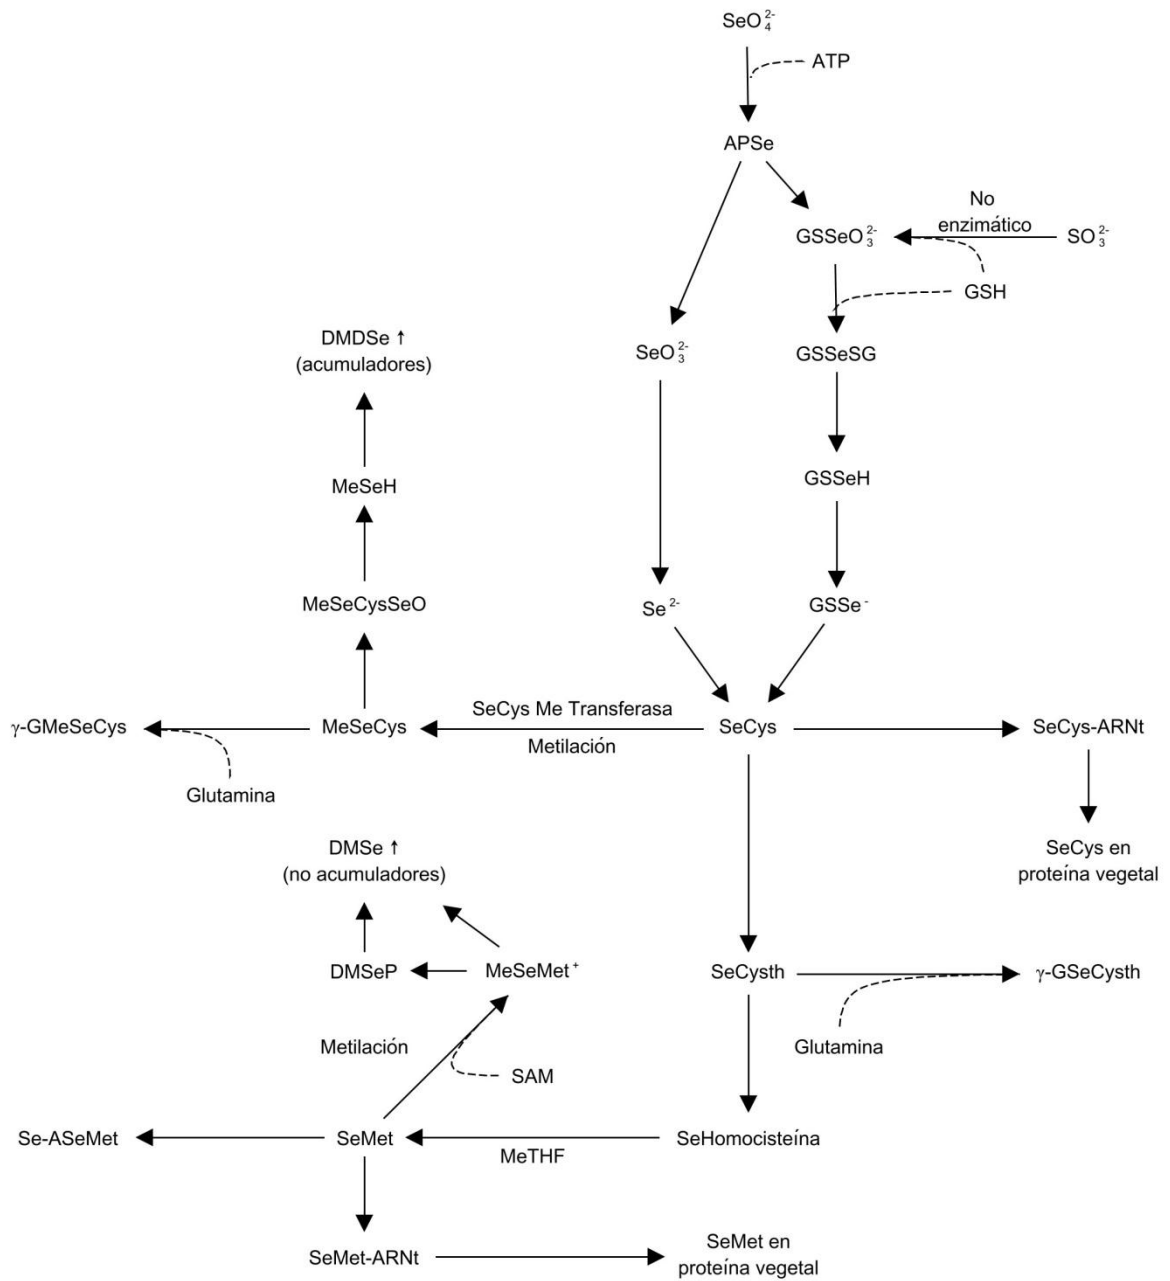 SeO₄²⁻
ATP
APSe
No
enzimático
GSSeO₃²⁻
SO₃²⁻
GSH
DMDSe ↑
(acumuladores)
SeO₃²⁻
GSSeSG
MeSeH
GSSeH
MeSeCysSeO
Se²⁻
GSSe⁻
SeCys Me Transferasa
γ-GMeSeCys
MeSeCys
SeCys
SeCys-ARNt
Metilación
Glutamina
DMSe ↑
(no acumuladores)
SeCys en
proteína vegetal
DMSeP
MeSeMet⁺
SeCysth
γ-GSeCysth
Metilación
Glutamina
SAM
Se-ASeMet
SeMet
SeHomocisteína
MeTHF
SeMet-ARNt
SeMet en
proteína vegetal